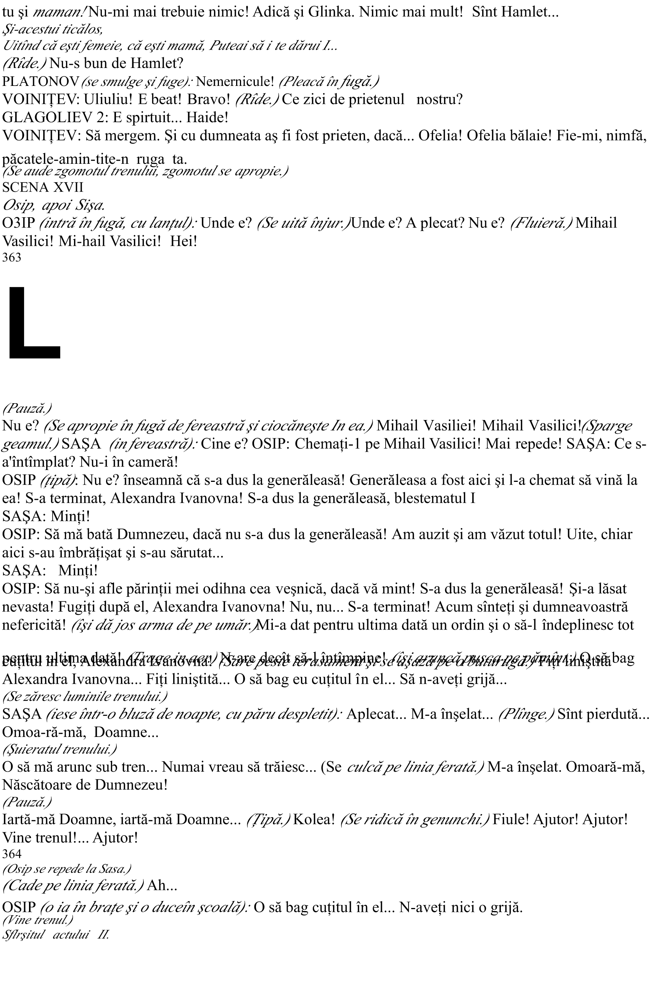 tu şi maman! Nu-mi mai trebuie nimic! Adică şi Glinka. Nimic mai mult! Sînt Hamlet...
Şi-acestui ticălos,
Uitînd că eşti femeie, că eşti mamă, Puteai să i te dărui I...
(Rîde.) Nu-s bun de Hamlet?
PLATONOV (se smulge şi fuge): Nemernicule! (Pleacă în fugă.)
VOINIȚEV: Uliuliu! E beat! Bravo! (Rîde.) Ce zici de prietenul nostru?
GLAGOLIEV 2: E spirtuit... Haide!
VOINIȚEV: Să mergem. Şi cu dumneata aş fi fost prieten, dacă... Ofelia! Ofelia bălaie! Fie-mi, nimfă,
păcatele-amin-tite-n ruga ta.
(Se aude zgomotul trenului, zgomotul se apropie.)
SCENA XVII
Osip, apoi Sişa.
O3IP (intră în fugă, cu lanțul): Unde e? (Se uită înjur.)Unde e? A plecat? Nu e? (Fluieră.) Mihail
Vasilici! Mi-hail Vasilici! Hei!
363
L
(Pauză.)
Nu e? (Se apropie în fugă de fereastră şi ciocăneşte In ea.) Mihail Vasiliei! Mihail Vasilici!(Sparge
geamul.) SAŞA (in fereastră): Cine e? OSIP: Chemați-1 pe Mihail Vasilici! Mai repede! SAŞA: Ce s-
a'întîmplat? Nu-i în cameră!
OSIP (țipă): Nu e? înseamnă că s-a dus la generăleasă! Generăleasa a fost aici şi l-a chemat să vină la
ea! S-a terminat, Alexandra Ivanovna! S-a dus la generăleasă, blestematul I
SAŞA: Minți!
OSIP: Să mă bată Dumnezeu, dacă nu s-a dus la generăleasă! Am auzit şi am văzut totul! Uite, chiar
aici s-au îmbrățişat şi s-au sărutat...
SAŞA: Minți!
OSIP: Să nu-şi afle părinții mei odihna cea veşnică, dacă vă mint! S-a dus la generăleasă! Şi-a lăsat
nevasta! Fugiți după el, Alexandra Ivanovna! Nu, nu... S-a terminat! Acum sînteți şi dumneavoastră
nefericită! (îşi dă jos arma de pe umăr.)Mi-a dat pentru ultima dată un ordin şi o să-l îndeplinesc tot
pentru ultima dată! (Trage in aer.) N-are decît să-l întîmpine! (îşi aruncă puşca pe pămînt.) O să bag
cuțitul în el, Alexandra Ivanovna! (Sare peste terasament şi se aşază pe o buturugă.) Fiți liniştită
Alexandra Ivanovna... Fiți liniştită... O să bag eu cuțitul în el... Să n-aveți grijă...
(Se zăresc luminile trenului.)
SAŞA (iese într-o bluză de noapte, cu păru despletit): Aplecat... M-a înşelat... (Plînge.) Sînt pierdută...
Omoa-ră-mă, Doamne...
(Şuieratul trenului.)
O să mă arunc sub tren... Numai vreau să trăiesc... (Se culcă pe linia ferată.) M-a înşelat. Omoară-mă,
Născătoare de Dumnezeu!
(Pauză.)
Iartă-mă Doamne, iartă-mă Doamne... (Țipă.) Kolea! (Se ridică în genunchi.) Fiule! Ajutor! Ajutor!
Vine trenul!... Ajutor!
364
(Osip se repede la Sasa.)
(Cade pe linia ferată.) Ah...
OSIP (o ia în brațe şi o duceîn şcoală): O să bag cuțitul în el... N-aveți nici o grijă.
(Vine trenul.)
Sflrşitul actului II.